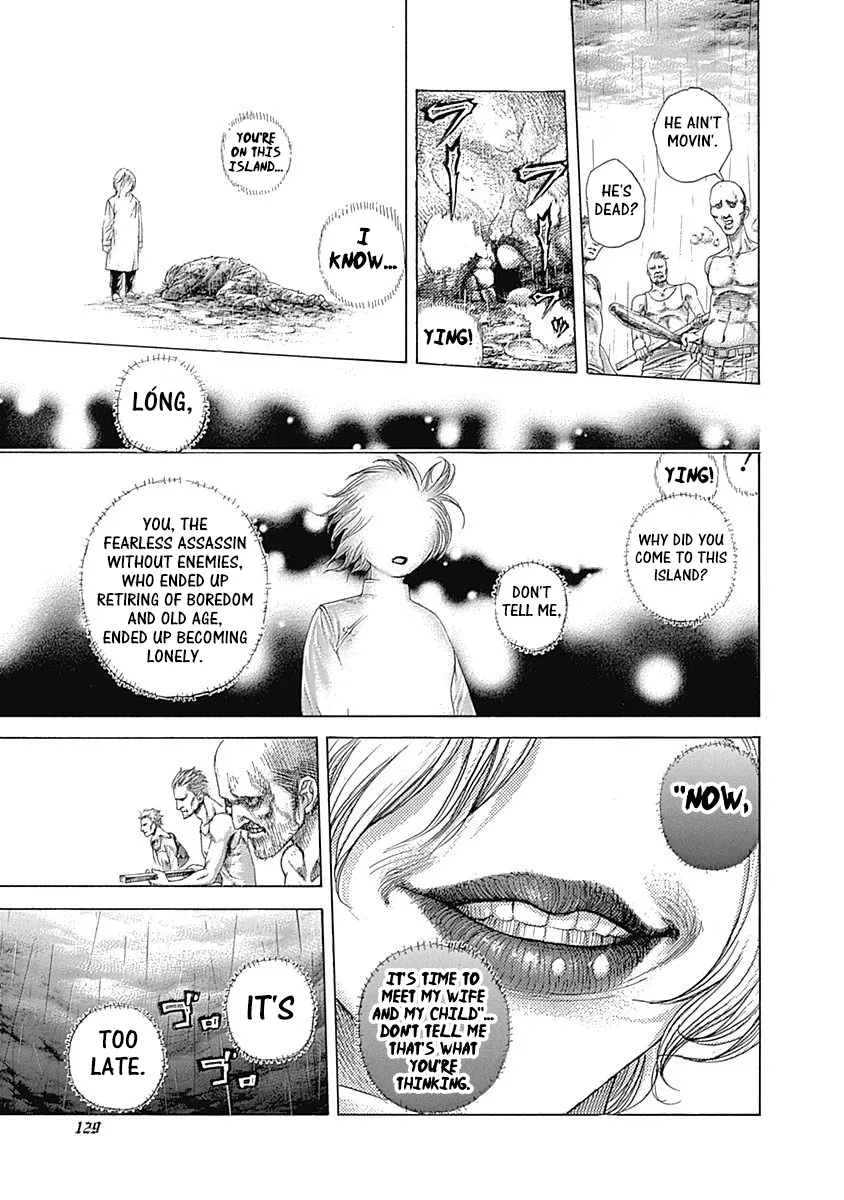 HE AIN'T
MOVIN'.
HE'S
DEAD?
YING!
I
KNOW...
YOU'RE
ON THIS
ISLAND...
LÓNG,
!
YING!
WHY DID YOU
COME TO THIS
ISLAND?
DON'T
TELL ME,
YOU, THE
FEARLESS ASSASSIN
WITHOUT ENEMIES,
WHO ENDED UP
RETIRING OF BOREDOM
AND OLD AGE,
ENDED UP BECOMING
LONELY.
"NOW,
IT'S TIME TO
MEET MY WIFE
AND MY CHILD"...
DON'T TELL ME
THAT'S WHAT
YOU'RE
THINKING.
IT'S
ゴゴ
ゴゴ
TOO
LATE.
129